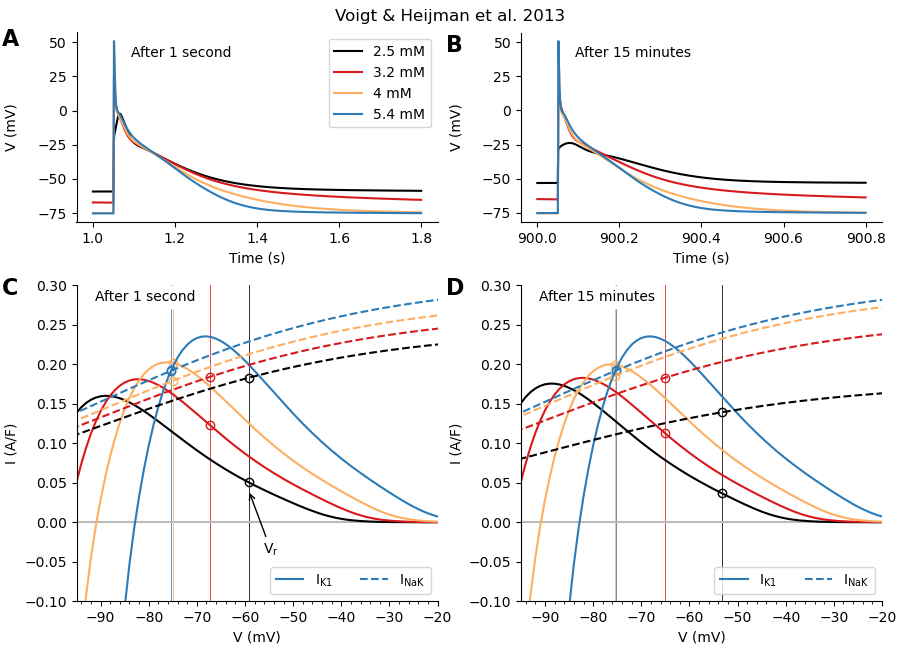 Voigt & Heijman et al. 2013
A
B
After 1 second
After 15 minutes
2.5 mM
3.2 mM
4 mM
5.4 mM
V (mV)
50
25
0
−25
−50
−75
1.0 1.2 1.4 1.6 1.8
Time (s)
V (mV)
50
25
0
−25
−50
−75
900.0 900.2 900.4 900.6 900.8
Time (s)
C
D
After 1 second
After 15 minutes
I (A/F)
0.30
0.25
0.20
0.15
0.10
0.05
0.00
−0.05
−0.10
Vr
IK1 INaK
−90 −80 −70 −60 −50 −40 −30 −20
V (mV)
I (A/F)
0.30
0.25
0.20
0.15
0.10
0.05
0.00
−0.05
−0.10
IK1 INaK
−90 −80 −70 −60 −50 −40 −30 −20
V (mV)